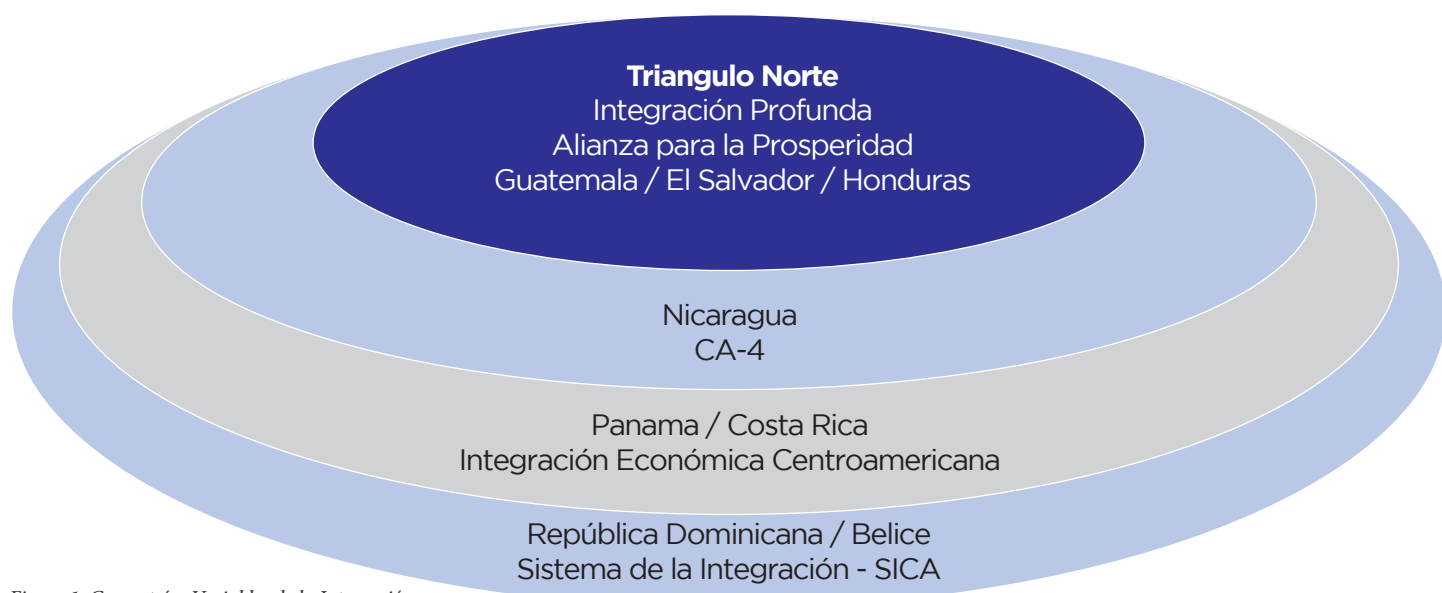 Triangulo Norte
Integración Profunda
Alianza para la Prosperidad
Guatemala / El Salvador / Honduras
Nicaragua
CA-4
Panama / Costa Rica
Integración Económica Centroamericana
República Dominicana / Belice
Sistema de la Integración - SICA